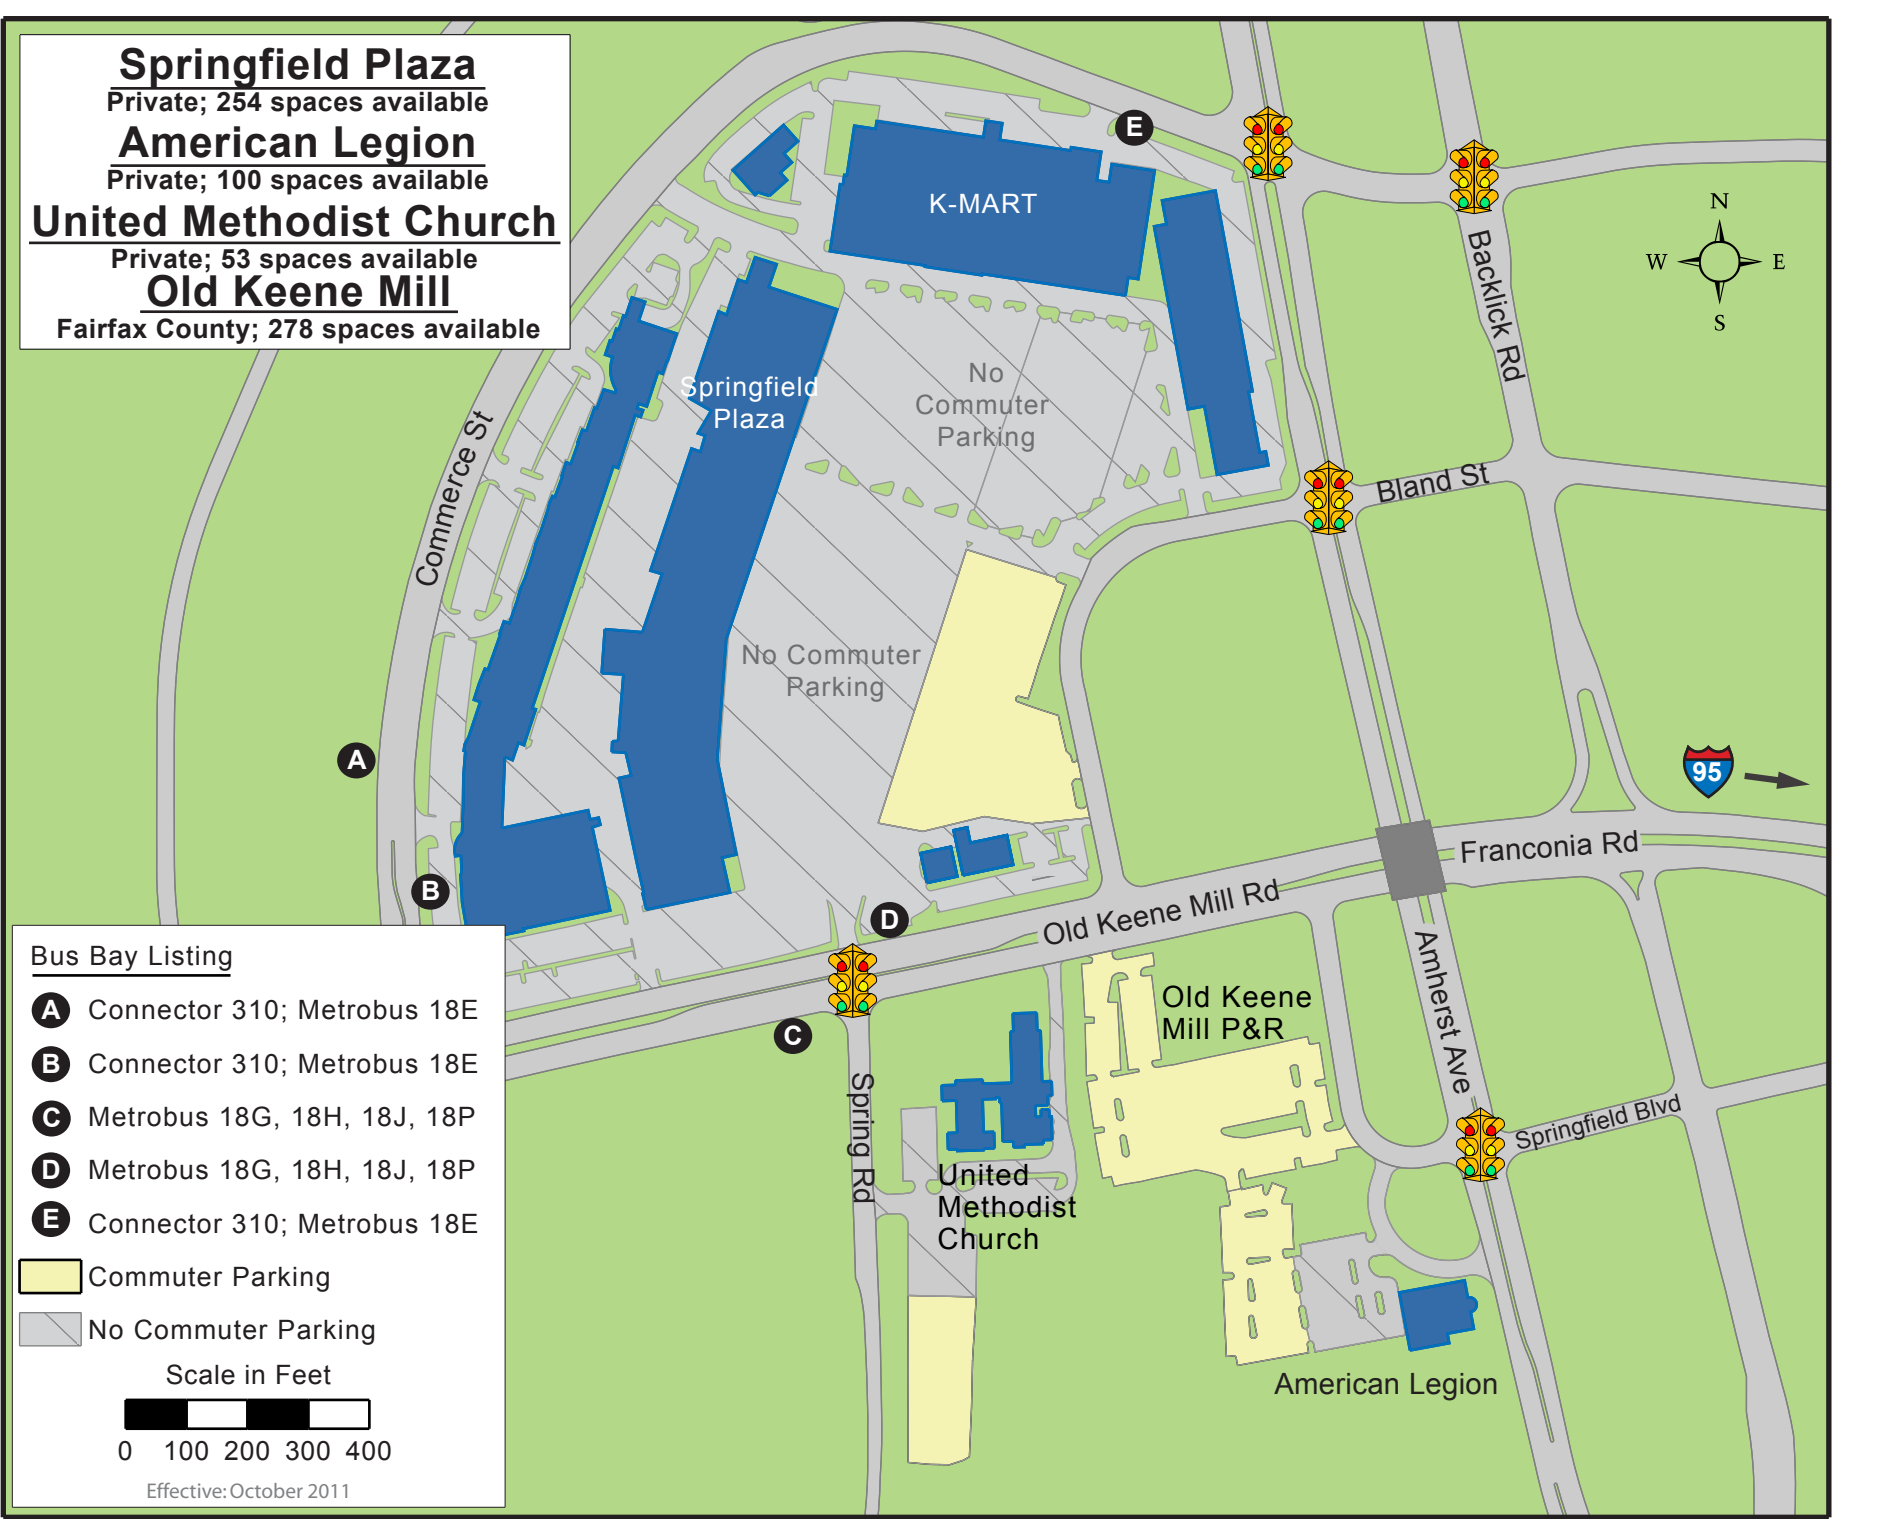 Springfield Plaza
Private; 254 spaces available
American Legion
Private; 100 spaces available
United Methodist Church
Private; 53 spaces available
Old Keene Mill
Fairfax County; 278 spaces available
E
K-MART
N
W E
S
Backlick Rd
No
Commuter
Parking
Springfield
Plaza
Commerce St
Bland St
No Commuter
Parking
A
95
Franconia Rd
B
D
Old Keene Mill Rd
Amherst Ave
C
Old Keene
Mill P&R
Spring Rd
Springfield Blvd
United
Methodist
Church
American Legion
Bus Bay Listing
A Connector 310; Metrobus 18E
B Connector 310; Metrobus 18E
C Metrobus 18G, 18H, 18J, 18P
D Metrobus 18G, 18H, 18J, 18P
E Connector 310; Metrobus 18E
Commuter Parking
No Commuter Parking
Scale in Feet
0 100 200 300 400
Effective: October 2011